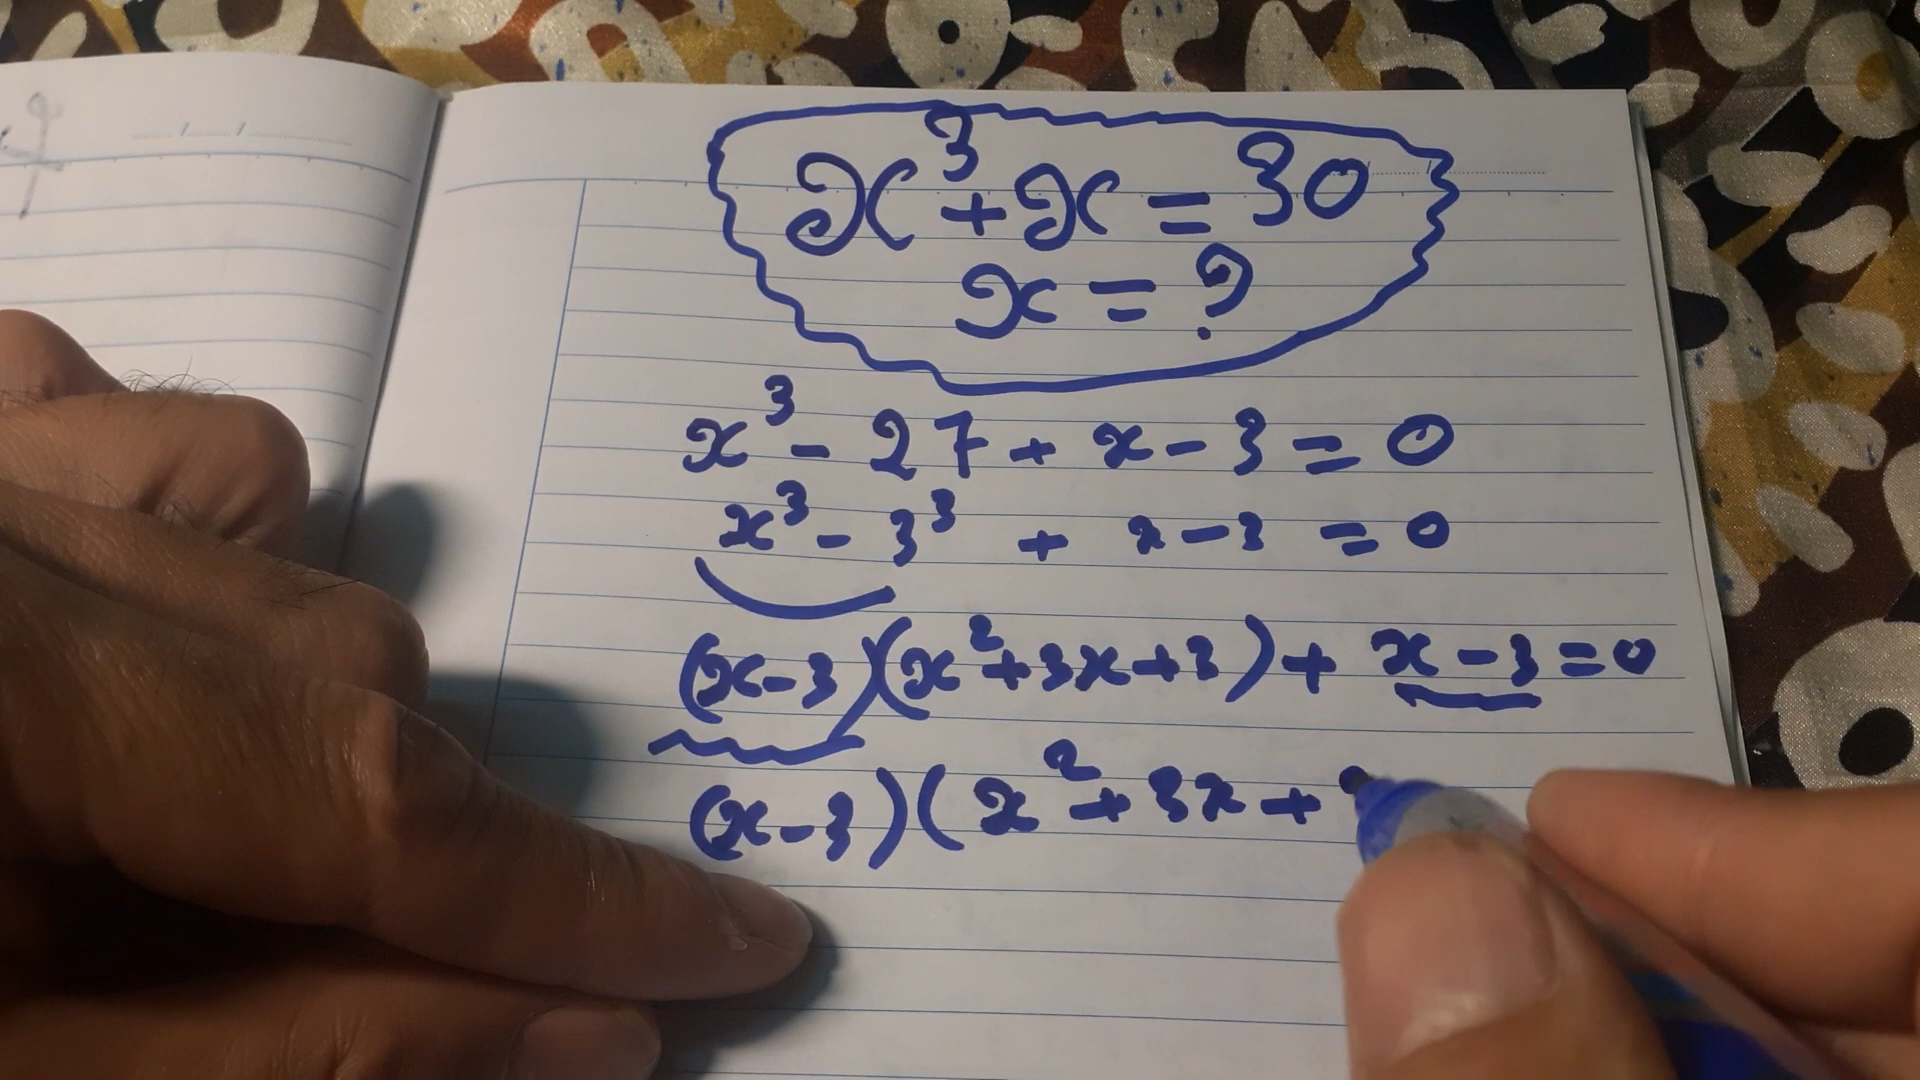 x³+x=30
x=?
x³-27+x-3=0
x³-3³+x-3=0
(x-3)(x²+3x+3)+x-3=0
(x-3)(x²+3x+